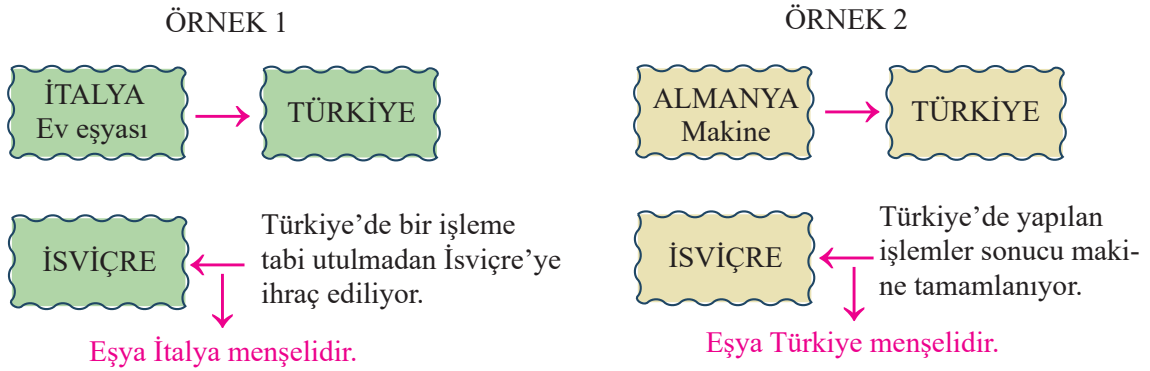 ÖRNEK 1
İTALYA
Ev eşyası
TÜRKİYE
İSVİÇRE
Türkiye’de bir işleme
tabi utulmadan İsviçre’ye
ihraç ediliyor.
Eşya İtalya menşelidir.
ÖRNEK 2
ALMANYA
Makine
TÜRKİYE
İSVİÇRE
Türkiye’de yapılan
işlemler sonucu maki-
ne tamamlanıyor.
Eşya Türkiye menşelidir.